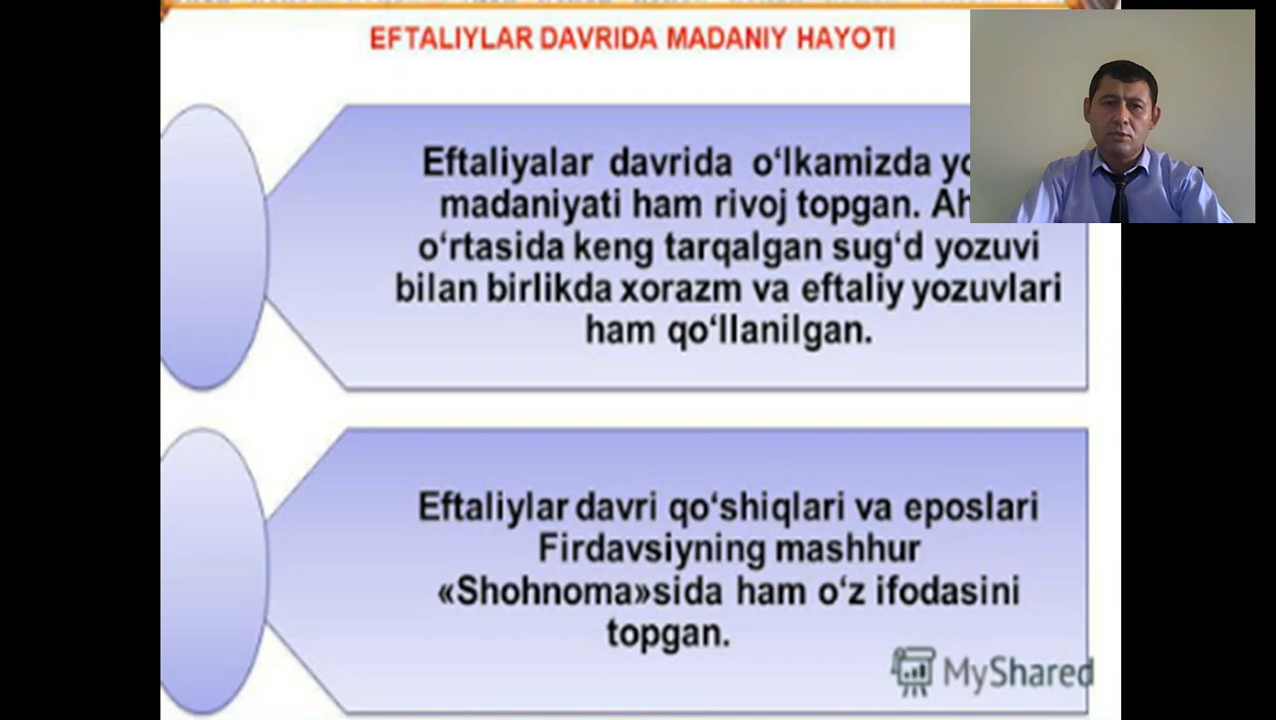 EFTALIYLAR DAVRIDA MADANIY HAYOTI
Eftaliyalar davrida o‘lkamizda
madaniyati ham rivoj topgan.
o‘rtasida keng tarqalgan sug‘d yozuvi
bilan birlikda xorazm va eftaliy yozuvlari
ham qo‘llanilgan.
Eftaliylar davri qo‘shiqlari va eposlari
Firdavsiyning mashhur
«Shohnoma»sida ham o‘z ifodasini
topgan.
MyShared